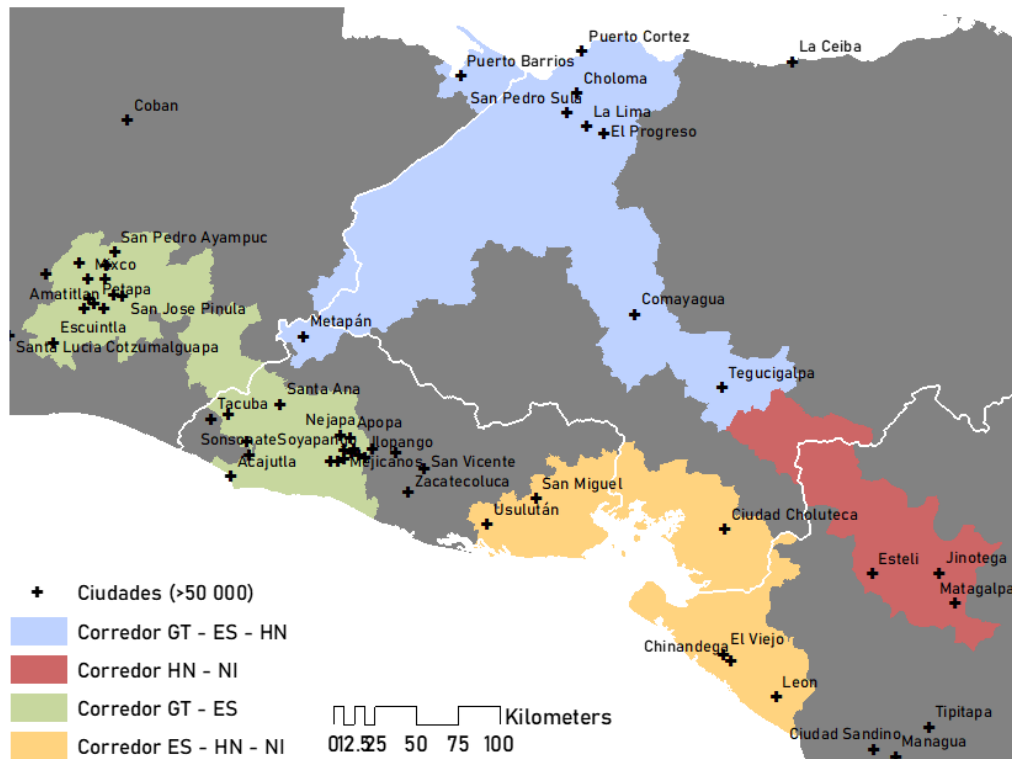 Puerto Cortez
La Ceiba
Puerto Barrios
Choloma
San Pedro Sula
La Lima
El Progreso
Coban
San Pedro Ayampuc
Mixco
Amatitlan
Petapa
San Jose Pinula
Escuintla
Santa Lucia Cotzumalguapa
Metapán
Comayagua
Tegucigalpa
Santa Ana
Tacuba
Nejapa
Apopa
Sonsonate
Soyapango
Ilopango
Acajutla
Mejicanos
San Vicente
Zacatecoluca
San Miguel
Usulután
Ciudad Choluteca
Esteli
Jinotega
Matagalpa
Chinandega
El Viejo
Leon
Tipitapa
Ciudad Sandino
Managua
Ciudades (>50 000)
Corredor GT - ES - HN
Corredor HN - NI
Corredor GT - ES
Corredor ES - HN - NI
Kilometers
0 12.5 25 50 75 100